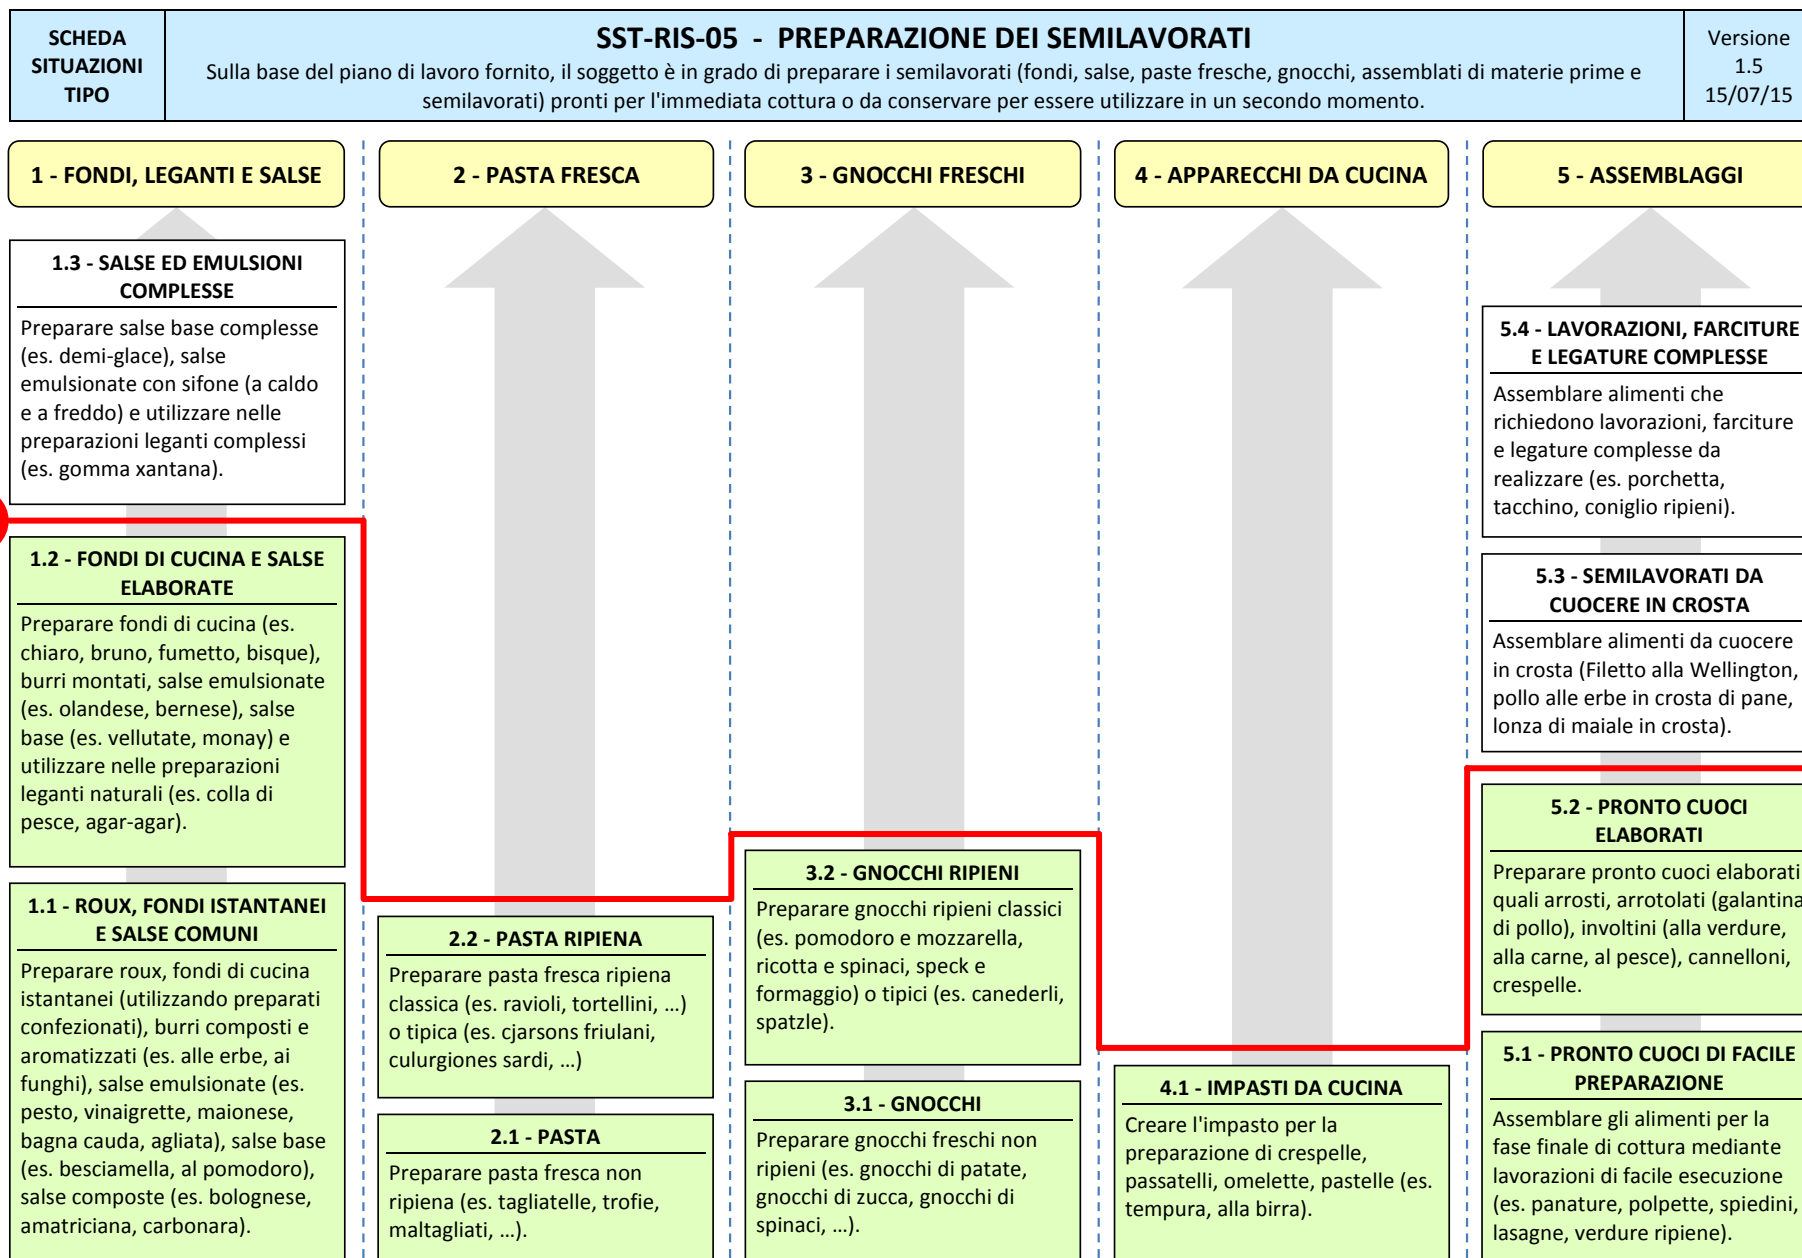 SCHEDA
SITUAZIONI
TIPO
SST-RIS-05 - PREPARAZIONE DEI SEMILAVORATI
Sulla base del piano di lavoro fornito, il soggetto è in grado di preparare i semilavorati (fondi, salse, paste fresche, gnocchi, assemblati di materie prime e
semilavorati) pronti per l'immediata cottura o da conservare per essere utilizzare in un secondo momento.
Versione
1.5
15/07/15
1 - FONDI, LEGANTI E SALSE
1.3 - SALSE ED EMULSIONI
COMPLESSE
Preparare salse base complesse
(es. demi-glace), salse
emulsionate con sifone (a caldo
e a freddo) e utilizzare nelle
preparazioni leganti complessi
(es. gomma xantana).
1.2 - FONDI DI CUCINA E SALSE
ELABORATE
Preparare fondi di cucina (es.
chiaro, bruno, fumetto, bisque),
burri montati, salse emulsionate
(es. olandese, bernese), salse
base (es. vellutate, monay) e
utilizzare nelle preparazioni
leganti naturali (es. colla di
pesce, agar-agar).
1.1 - ROUX, FONDI ISTANTANEI
E SALSE COMUNI
Preparare roux, fondi di cucina
istantanei (utilizzando preparati
confezionati), burri composti e
aromatizzati (es. alle erbe, ai
funghi), salse emulsionate (es.
pesto, vinaigrette, maionese,
bagna cauda, agliata), salse base
(es. besciamella, al pomodoro),
salse composte (es. bolognese,
amatriciana, carbonara).
2 - PASTA FRESCA
2.2 - PASTA RIPIENA
Preparare pasta fresca ripiena
classica (es. ravioli, tortellini, ...)
o tipica (es. cjarsons friulani,
culurgiones sardi, ...)
2.1 - PASTA
Preparare pasta fresca non
ripiena (es. tagliatelle, trofie,
maltagliati, ...).
3 - GNOCCHI FRESCHI
3.2 - GNOCCHI RIPIENI
Preparare gnocchi ripieni classici
(es. pomodoro e mozzarella,
ricotta e spinaci, speck e
formaggio) o tipici (es. canederli,
spatzle).
3.1 - GNOCCHI
Preparare gnocchi freschi non
ripieni (es. gnocchi di patate,
gnocchi di zucca, gnocchi di
spinaci, ...).
4 - APPARECCHI DA CUCINA
4.1 - IMPASTI DA CUCINA
Creare l'impasto per la
preparazione di crespelle,
passatelli, omelette, pastelle (es.
tempura, alla birra).
5 - ASSEMBLAGGI
5.4 - LAVORAZIONI, FARCITURE
E LEGATURE COMPLESSE
Assemblare alimenti che
richiedono lavorazioni, farciture
e legature complesse da
realizzare (es. porchetta,
tacchino, coniglio ripieni).
5.3 - SEMILAVORATI DA
CUOCERE IN CROSTA
Assemblare alimenti da cuocere
in crosta (Filetto alla Wellington,
pollo alle erbe in crosta di pane,
lonza di maiale in crosta).
5.2 - PRONTO CUOCI
ELABORATI
Preparare pronto cuoci elaborati
quali arrosti, arrotolati (galantina
di pollo), involtini (alla verdure,
alla carne, al pesce), cannelloni,
crespelle.
5.1 - PRONTO CUOCI DI FACILE
PREPARAZIONE
Assemblare gli alimenti per la
fase finale di cottura mediante
lavorazioni di facile esecuzione
(es. panature, polpette, spiedini,
lasagne, verdure ripiene).